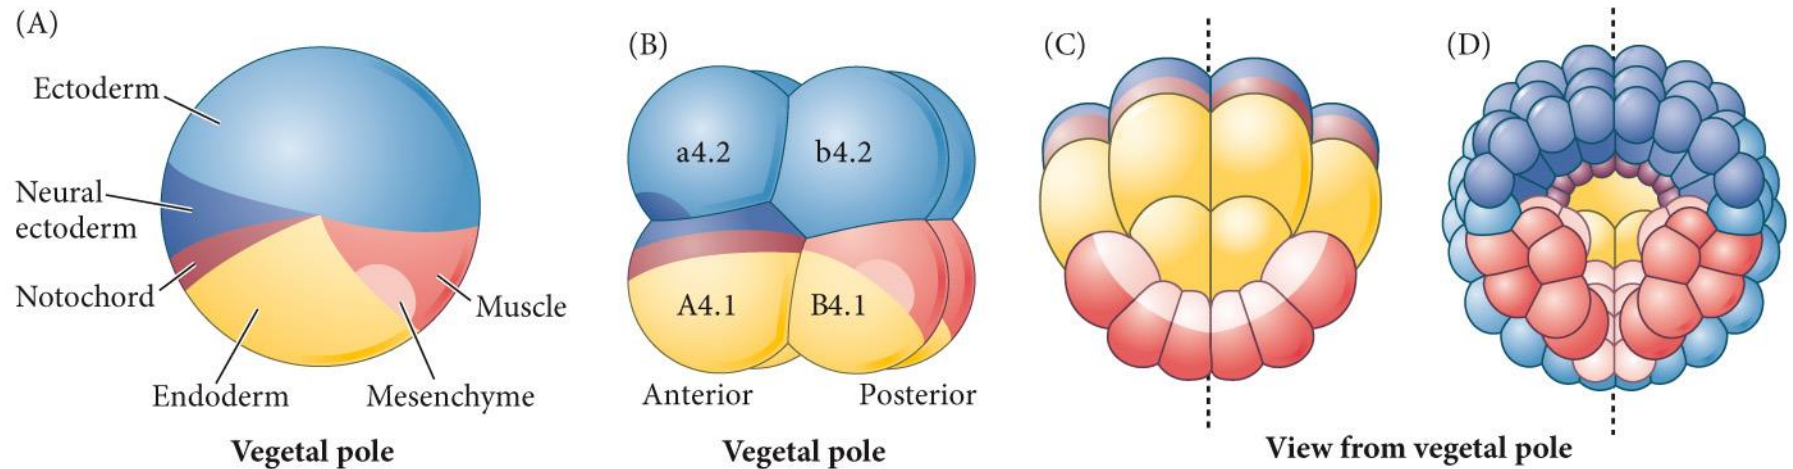 (A)
Ectoderm
Neural
ectoderm
Notochord
Endoderm
Mesenchyme
Muscle
Vegetal pole
(B)
a4.2
b4.2
A4.1
B4.1
Anterior
Posterior
Vegetal pole
(C)
(D)
View from vegetal pole